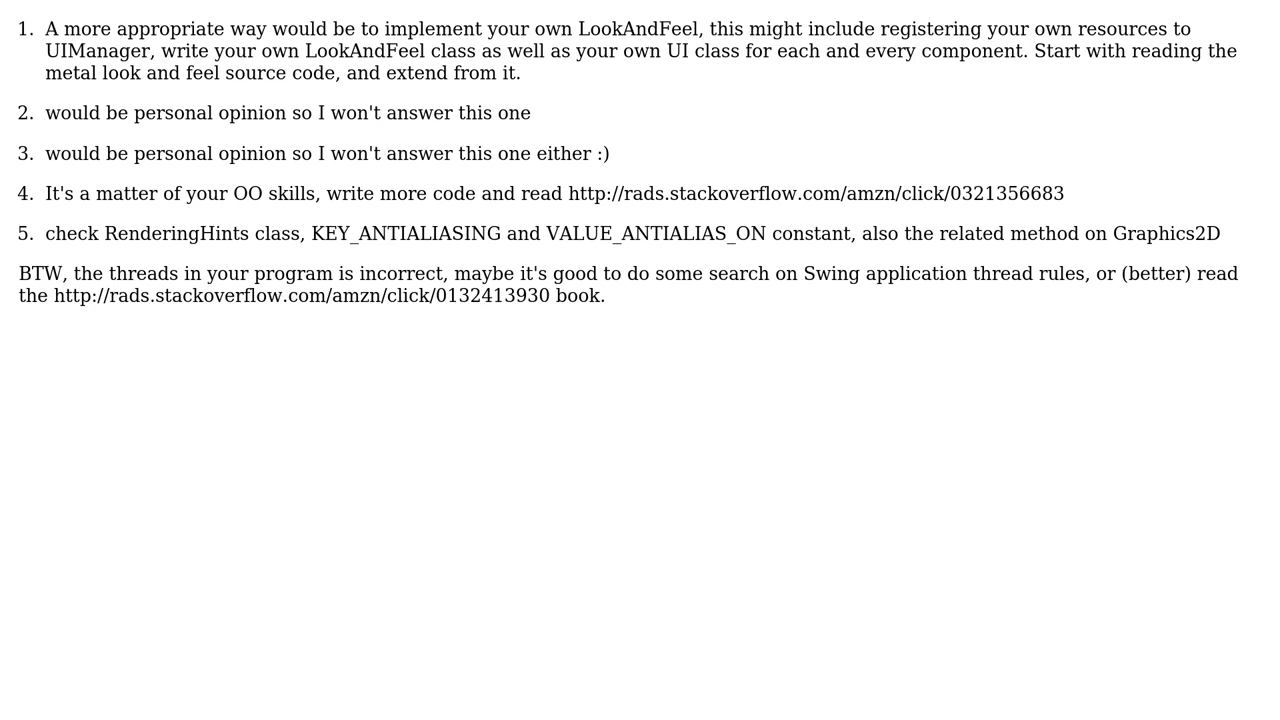 1. A more appropriate way would be to implement your own LookAndFeel, this might include registering your own resources to
UIManager, write your own LookAndFeel class as well as your own UI class for each and every component. Start with reading the
metal look and feel source code, and extend from it.
2. would be personal opinion so I won't answer this one
3. would be personal opinion so I won't answer this one either :)
4. It's a matter of your OO skills, write more code and read http://rads.stackoverflow.com/amzn/click/0321356683
5. check RenderingHints class, KEY_ANTIALIASING and VALUE_ANTIALIAS_ON constant, also the related method on Graphics2D
BTW, the threads in your program is incorrect, maybe it's good to do some search on Swing application thread rules, or (better) read
the http://rads.stackoverflow.com/amzn/click/0132413930 book.